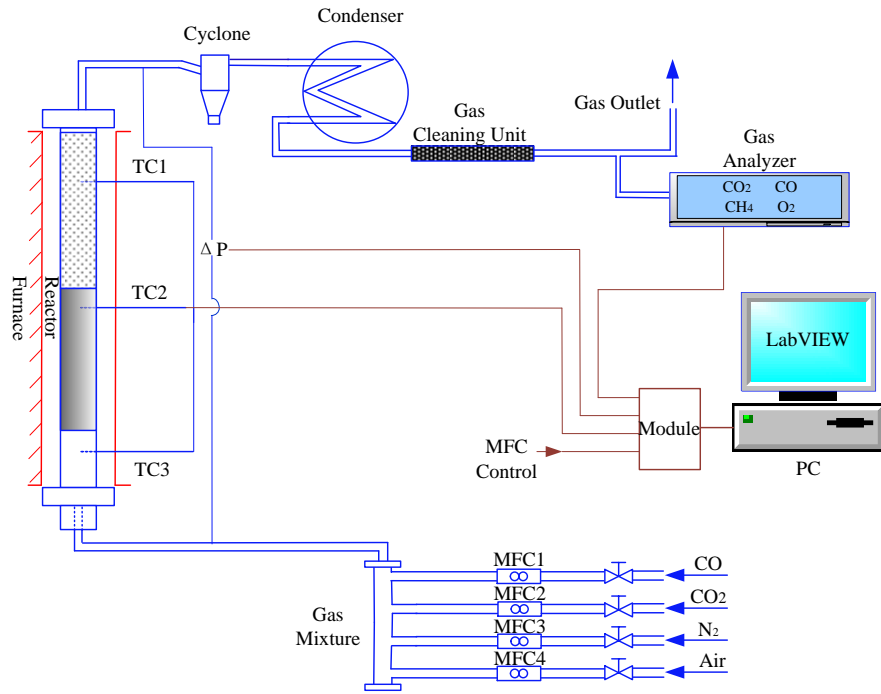 Condenser
Cyclone
Gas
Cleaning Unit
Gas Outlet
Gas
Analyzer
CO₂ CO
CH₄ O₂
TC1
ΔP
TC2
Reactor
Furnace
LabVIEW
Module
MFC
Control
PC
TC3
MFC1
CO
MFC2
CO₂
Gas
Mixture
MFC3
N₂
MFC4
Air